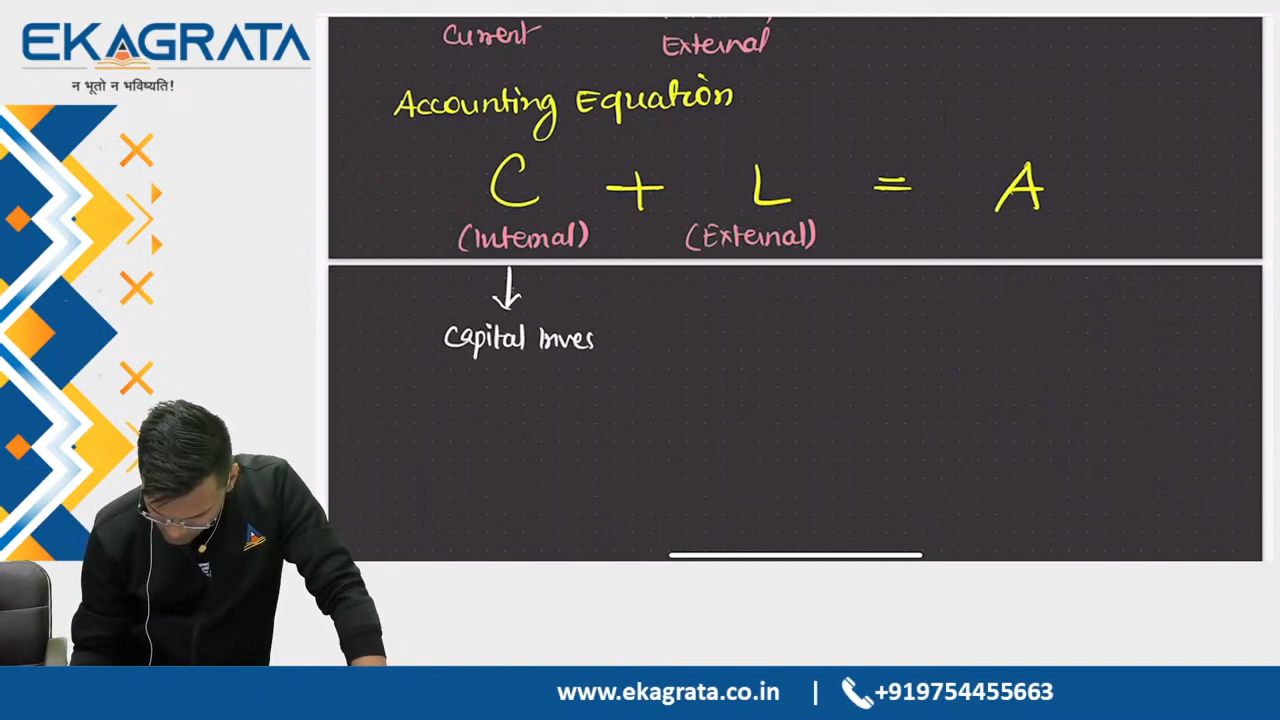 EKAGRATA
न भूतो न भविष्यति!
Current
External
Accounting Equation
C + L = A
(Internal) (External)
Capital Inves
www.ekagrata.co.in | +919754455663